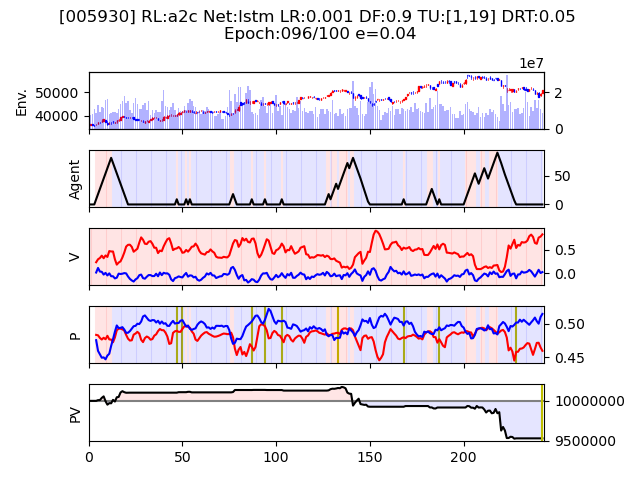 [005930] RL:a2c Net:lstm LR:0.001 DF:0.9 TU:[1,19] DRT:0.05
Epoch:096/100 e=0.04
1e7
Env.
50000
40000
2
0
Agent
50
0
V
0.5
0.0
P
0.50
0.45
PV
10000000
9500000
0 50 100 150 200